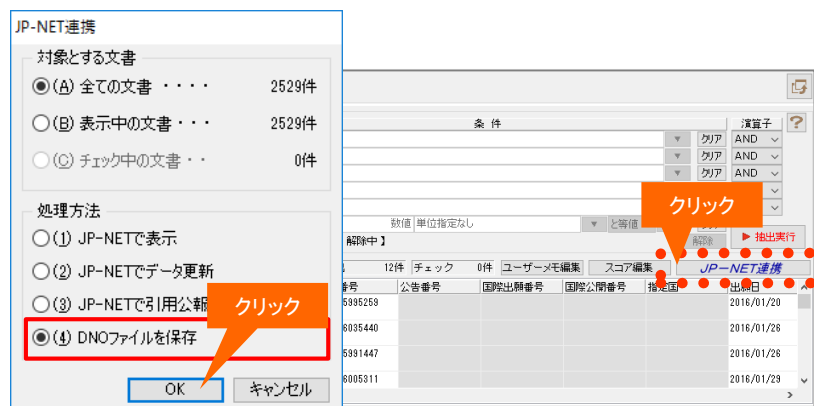 JP-NET連携
対象とする文書
(A) 全ての文書 ・・・・ 2529件
(B) 表示中の文書・・・ 2529件
(C) チェック中の文書・・ 0件
処理方法
(1) JP-NETで表示
(2) JP-NETでデータ更新
(3) JP-NETで引用公報
(4) DNOファイルを保存
クリック
OK キャンセル
条 件 演算子 ?
クリア AND
クリア AND
クリア AND
クリック
数値 単位指定なし と等値
解除中 】 解除 ▶ 抽出実行
12件 チェック 0件 ユーザーメモ編集 スコア編集 JP-NET連携
番号 公告番号 国際出願番号 国際公開番号 指定国 出願日
5995259 2016/01/20
6035440 2016/01/26
5991447 2016/01/26
6005311 2016/01/29